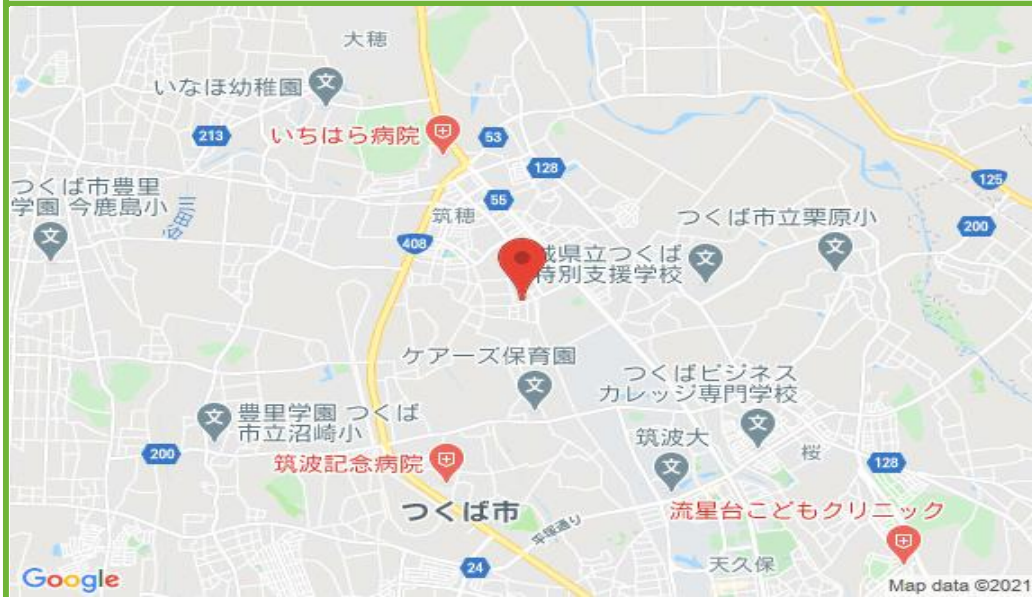 大穂
いなほ幼稚園
213
いちはら病院
53
128
125
つくば市豊里
学園 今鹿島小
55
筑穂
つくば市立栗原小
200
408
城県立つくば
特別支援学校
ケアーズ保育園
つくばビジネス
カレッジ専門学校
豊里学園 つくば
市立沼崎小
筑波大
桜
200
筑波記念病院
128
つくば市
流星台こどもクリニック
平塚通り
24
天久保
Google
Map data ©2021